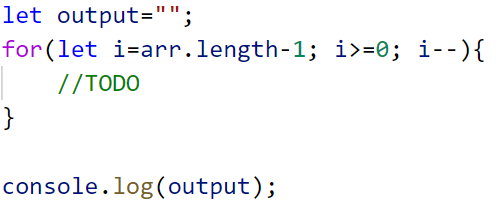 let output="";
for(let i=arr.length-1; i>=0; i--){
    //TODO
}

console.log(output);